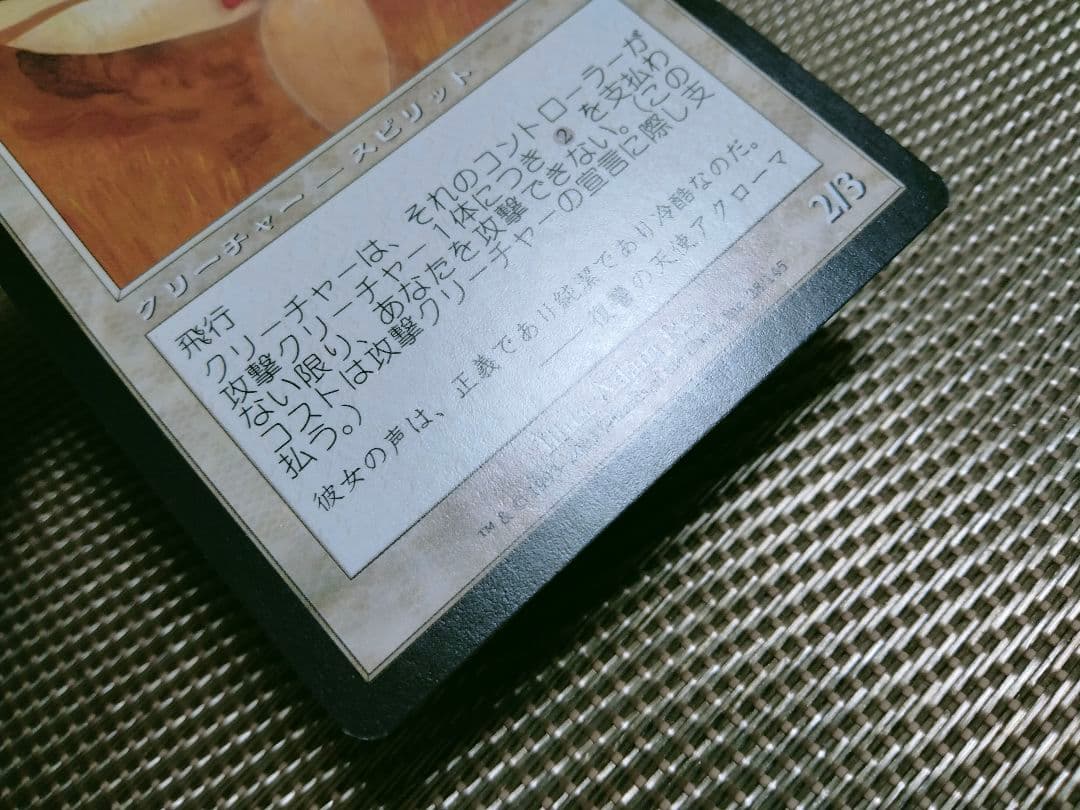 クリーチャー — スピリット
飛行
クリーチャーは、それのコントローラーが
攻撃クリーチャー1体につき②を支払わ
ない限り、あなたを攻撃できない。(この
コストは攻撃クリーチャーの宣言に際し支
払う。)
彼女の声は、正義であり純潔であり冷酷なのだ。
——復讐の天使アクローマ
2/3
Illus. Adam Rex
™ & © 1993-